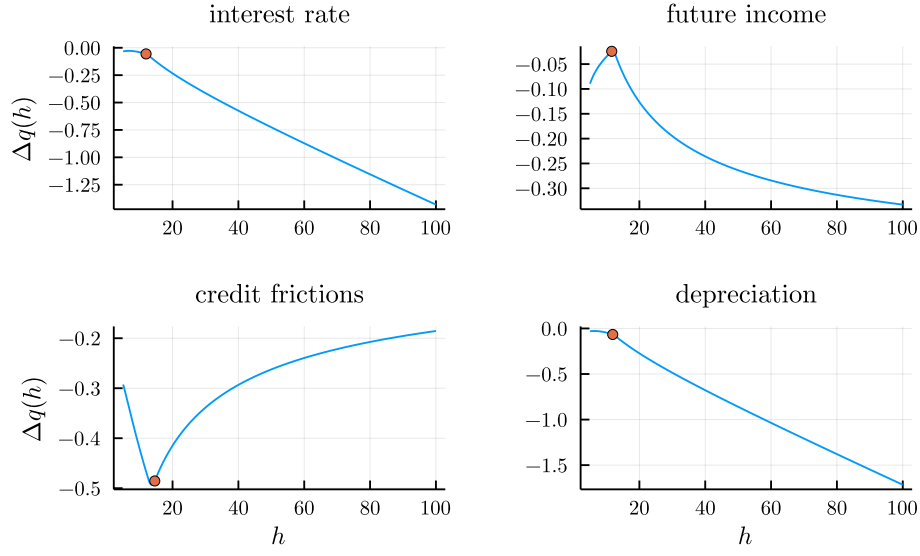 interest rate
Δq(h)
0.00
−0.25
−0.50
−0.75
−1.00
−1.25
20 40 60 80 100
future income
−0.05
−0.10
−0.15
−0.20
−0.25
−0.30
20 40 60 80 100
credit frictions
Δq(h)
−0.2
−0.3
−0.4
−0.5
20 40 60 80 100
h
depreciation
0.0
−0.5
−1.0
−1.5
20 40 60 80 100
h